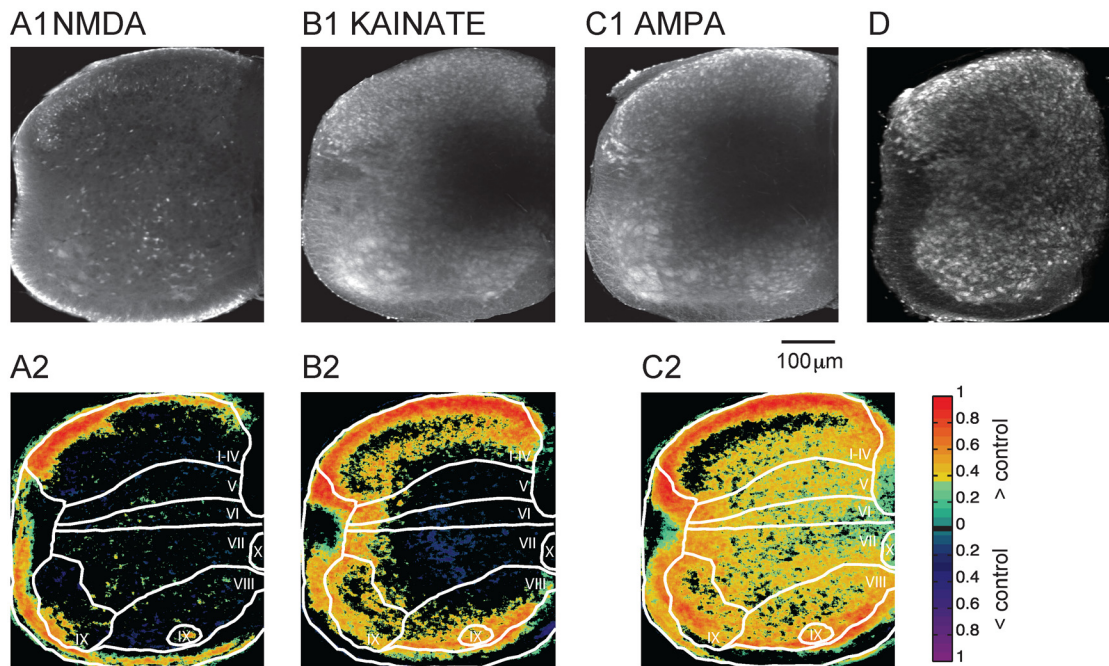 A1NMDA
B1 KAINATE
C1 AMPA
D
100μm
A2
B2
C2
I-IV
V
VI
VII
X
VIII
IX
IX
I-IV
V
VI
VII
X
VIII
IX
IX
I-IV
V
VI
VII
X
VIII
IX
IX
1
0.8
0.6
0.4
0.2
0
0.2
0.4
0.6
0.8
1
> control
< control